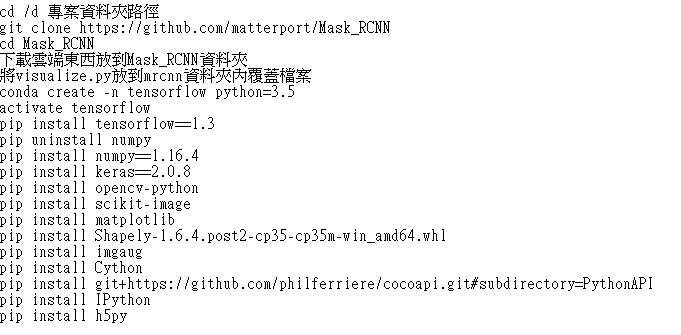 cd /d 專案資料夾路徑
git clone https://github.com/matterport/Mask_RCNN
cd Mask_RCNN
下載雲端東西放到Mask_RCNN資料夾
將visualize.py放到mrcnn資料夾內覆蓋檔案
conda create -n tensorflow python=3.5
activate tensorflow
pip install tensorflow==1.3
pip uninstall numpy
pip install numpy==1.16.4
pip install keras==2.0.8
pip install opencv-python
pip install scikit-image
pip install matplotlib
pip install Shapely-1.6.4.post2-cp35-cp35m-win_amd64.whl
pip install imgaug
pip install Cython
pip install git+https://github.com/philferriere/cocoapi.git#subdirectory=PythonAPI
pip install IPython
pip install h5py